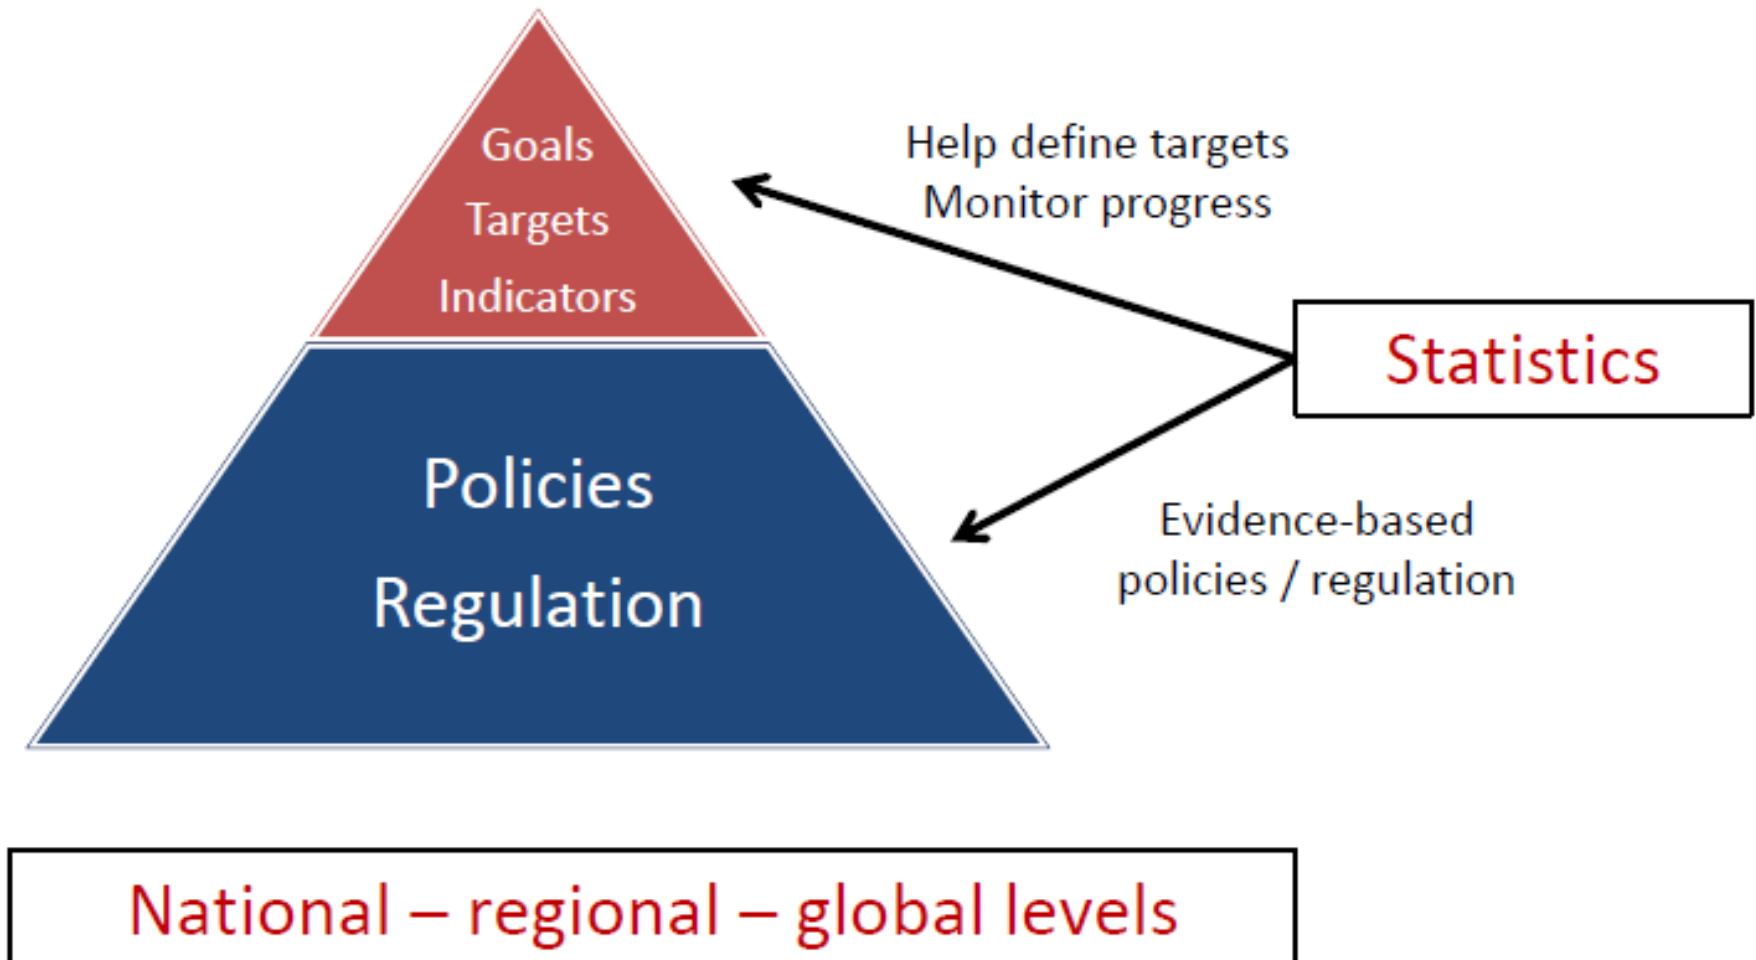 Goals
Targets
Indicators
Policies
Regulation
Help define targets
Monitor progress
Statistics
Evidence-based
policies / regulation
National – regional – global levels